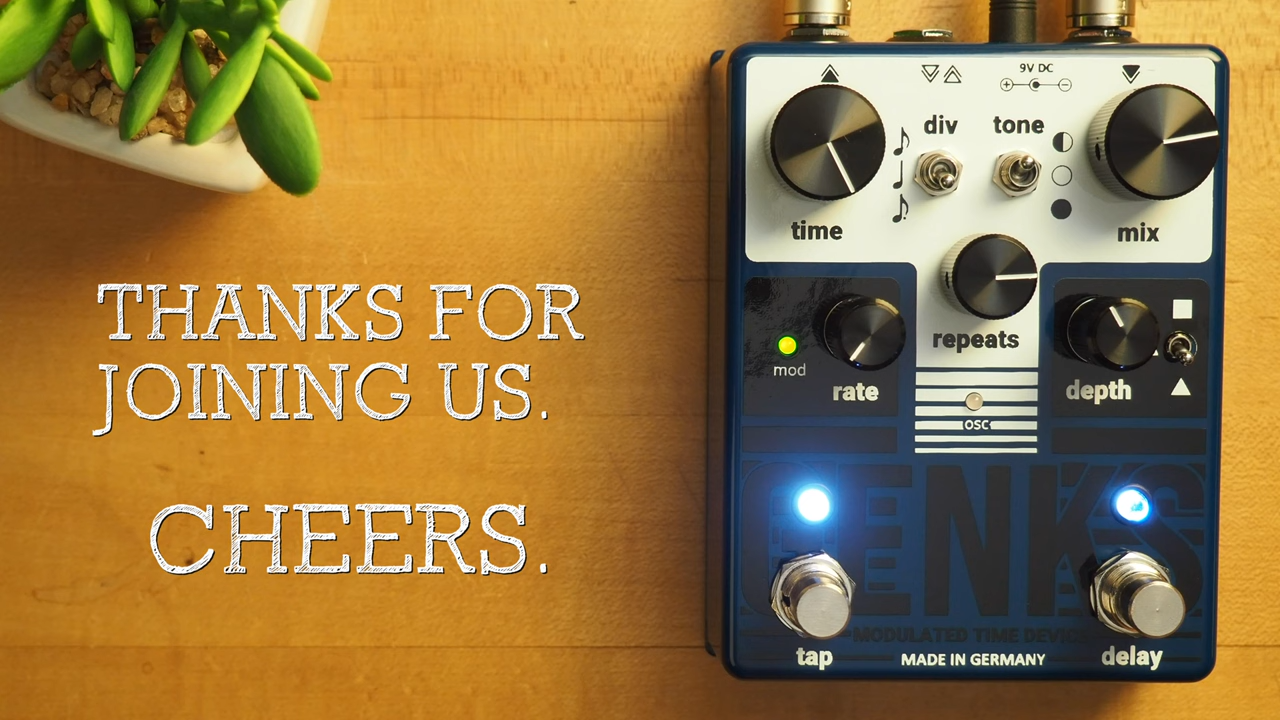 THANKS FOR
JOINING US.
CHEERS.
9V DC
div
tone
time
mix
repeats
mod
rate
depth
osc
MODULATED TIME DEVICE
tap
MADE IN GERMANY
delay